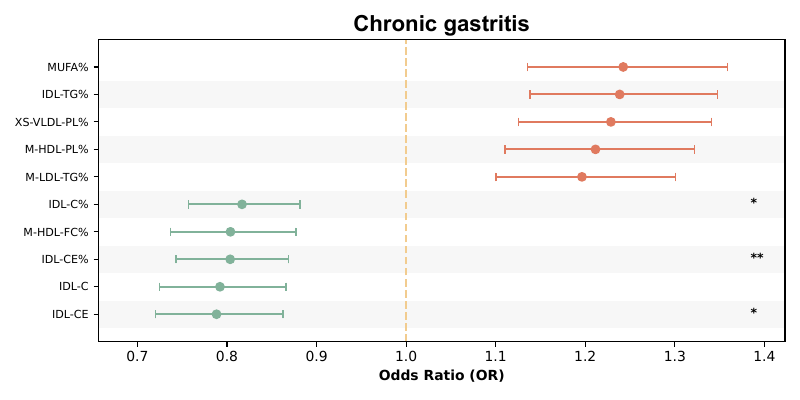 Chronic gastritis
MUFA%
IDL-TG%
XS-VLDL-PL%
M-HDL-PL%
M-LDL-TG%
IDL-C% *
M-HDL-FC%
IDL-CE% **
IDL-C
IDL-CE *
0.7 0.8 0.9 1.0 1.1 1.2 1.3 1.4
Odds Ratio (OR)